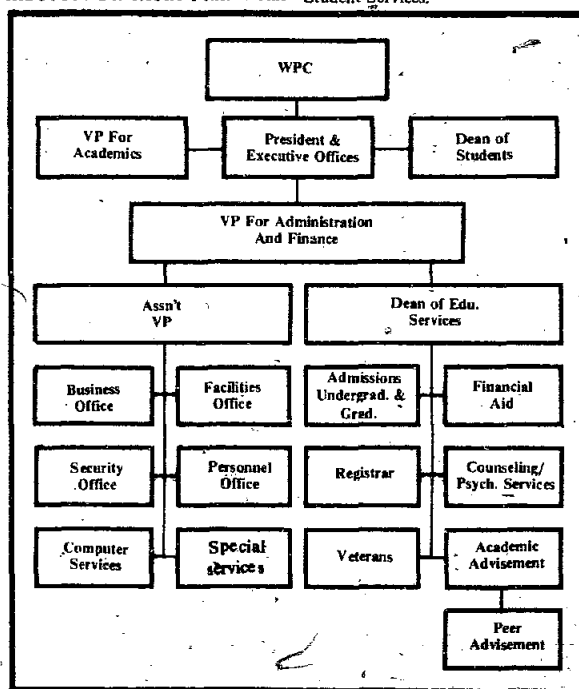 Student Services.
WPC
VP For
Academics
President &
Executive Offices
Dean of
Students
VP For Administration
And Finance
Assn't
VP
Dean of Edu.
Services
Business
Office
Facilities
Office
Admissions
Undergrad. &
Grad.
Financial
Aid
Security
Office
Personnel
Office
Registrar
Counseling/
Psych. Services
Computer
Services
Special
services
Veterans
Academic
Advisement
Peer
Advisement